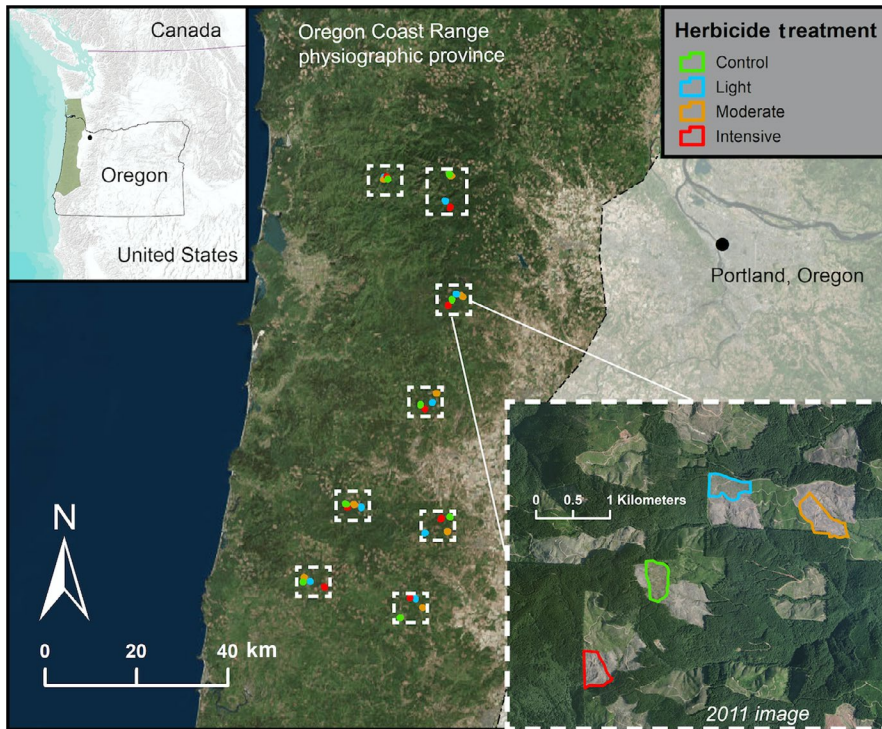 Canada
Oregon
United States
Oregon Coast Range
physiographic province
Herbicide treatment
Control
Light
Moderate
Intensive
Portland, Oregon
N
0 20 40 km
0 0.5 1 Kilometers
2011 image